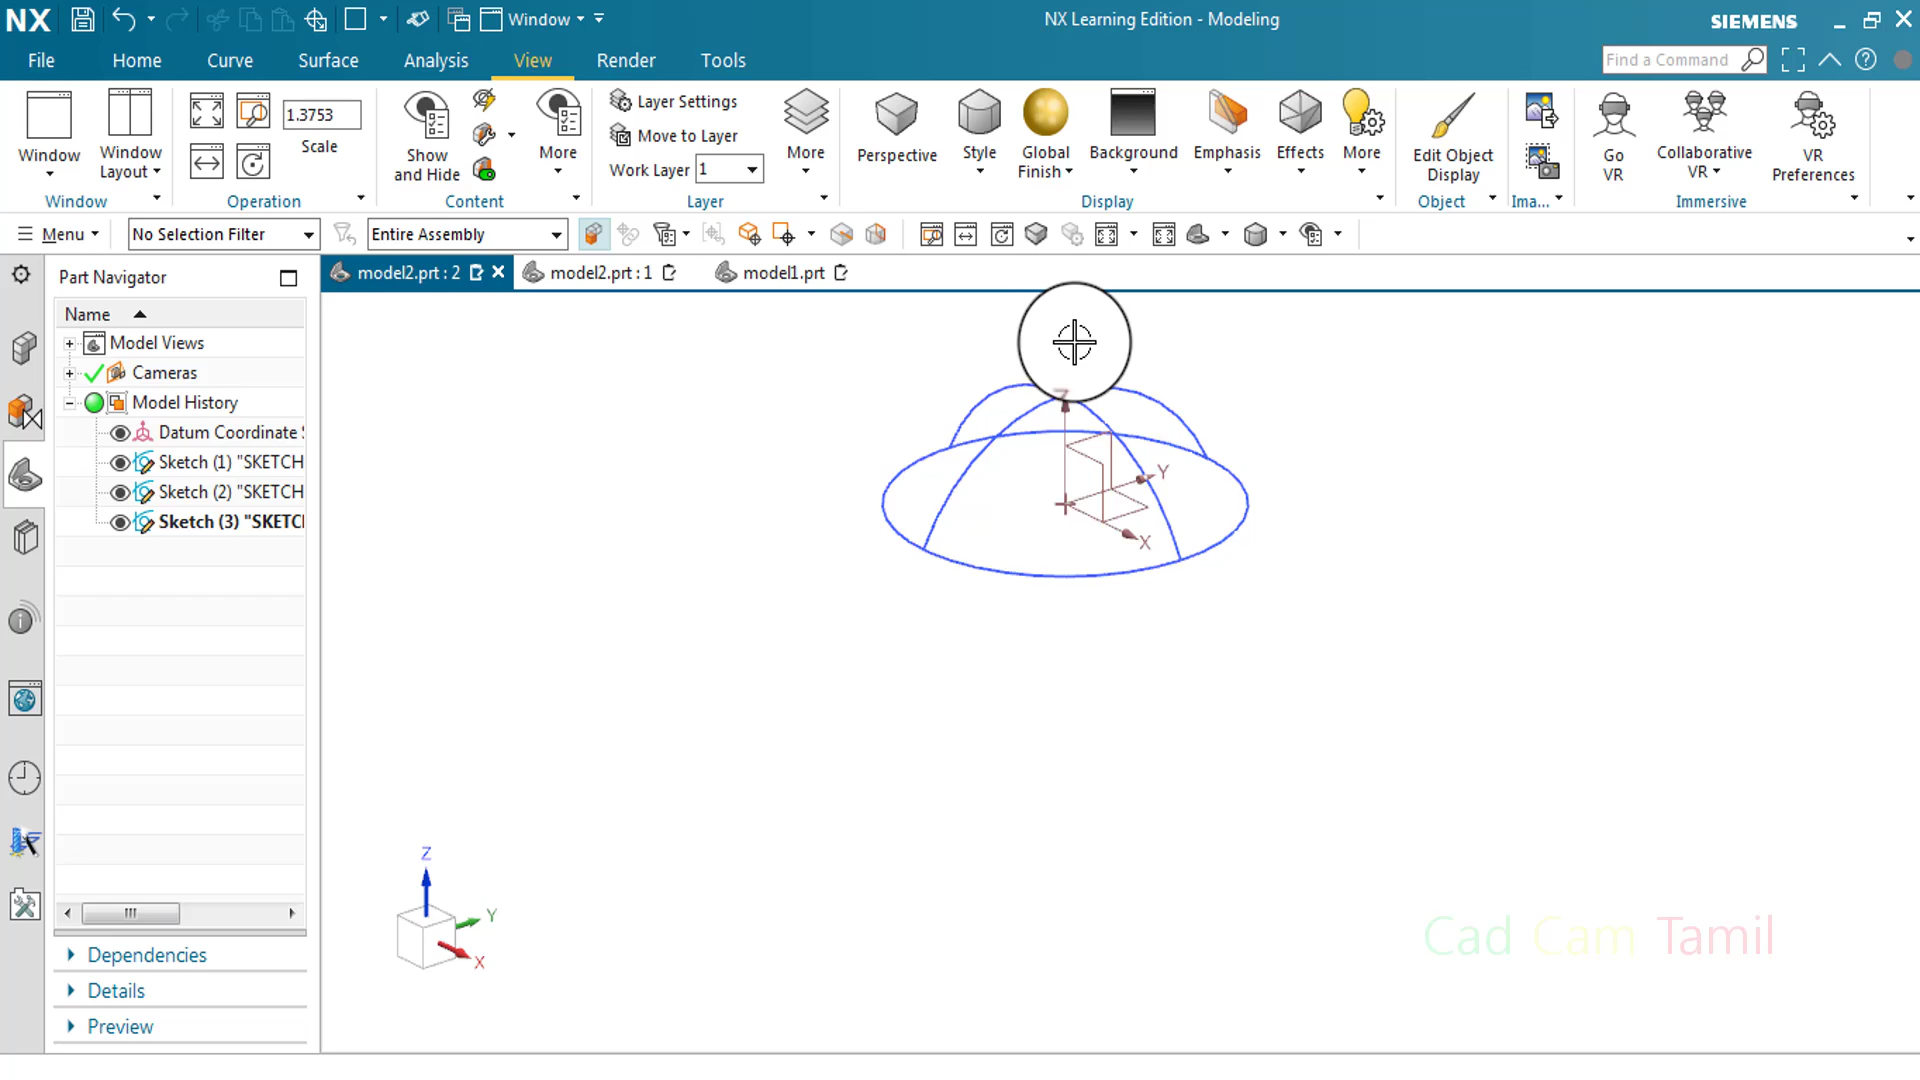 NX
Window
NX Learning Edition - Modeling
SIEMENS
File
Home
Curve
Surface
Analysis
View
Render
Tools
Find a Command
Window
Window
Layout
1.3753
Scale
Show
and Hide
More
Layer Settings
Move to Layer
Work Layer 1
More
Perspective
Style
Global
Finish
Background
Emphasis
Effects
More
Edit Object
Display
Go
VR
Collaborative
VR
VR
Preferences
Window
Operation
Content
Layer
Display
Object
Ima...
Immersive
Menu
No Selection Filter
Entire Assembly
Part Navigator
model2.prt : 2
model2.prt : 1
model1.prt
Name
Model Views
Cameras
Model History
Datum Coordinate
Sketch (1) "SKETCH
Sketch (2) "SKETCH
Sketch (3) "SKETC
Z
Y
X
Z
Y
X
Cad Cam Tamil
Dependencies
Details
Preview